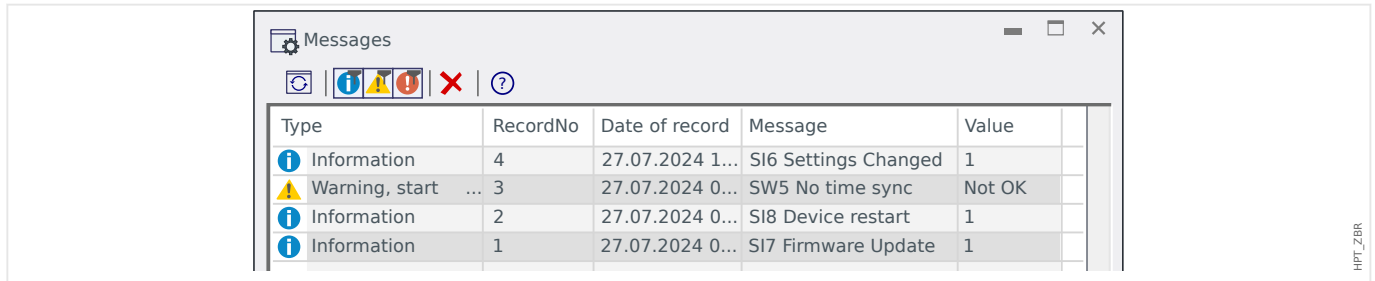 Messages
Type RecordNo Date of record Message Value
Information 4 27.07.2024 1... SI6 Settings Changed 1
Warning, start ... 3 27.07.2024 0... SW5 No time sync Not OK
Information 2 27.07.2024 0... SI8 Device restart 1
Information 1 27.07.2024 0... SI7 Firmware Update 1
HPT_ZBR